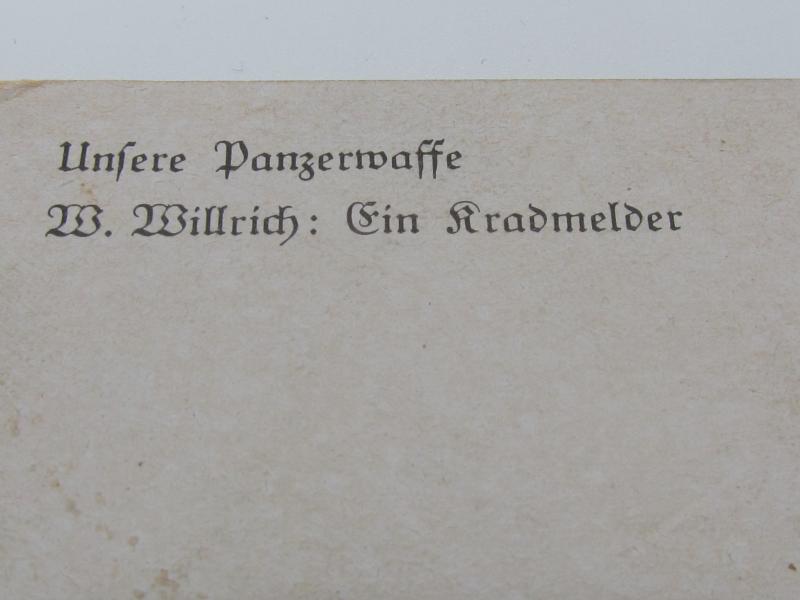 Unsere Panzerwaffe
W. Willrich: Ein Kradmelder